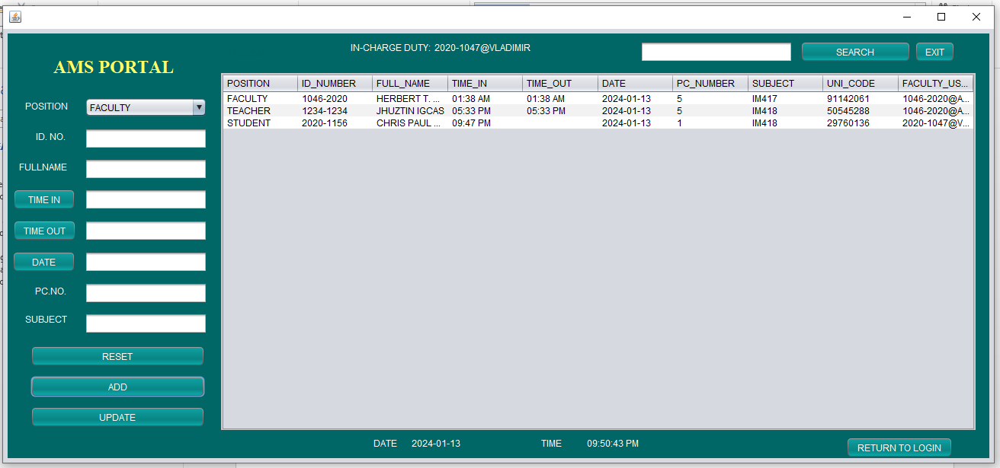 IN-CHARGE DUTY: 2020-1047@VLADIMIR
SEARCH
EXIT
AMS PORTAL
POSITION FACULTY
ID. NO.
FULLNAME
TIME IN
TIME OUT
DATE
PC.NO.
SUBJECT
RESET
ADD
UPDATE
POSITION ID_NUMBER FULL_NAME TIME_IN TIME_OUT DATE PC_NUMBER SUBJECT UNI_CODE FACULTY_US...
FACULTY 1046-2020 HERBERT T. ... 01:38 AM 01:38 AM 2024-01-13 5 IM417 91142061 1046-2020@A...
TEACHER 1234-1234 JHUZTIN IGCAS 05:33 PM 05:33 PM 2024-01-13 5 IM418 50545288 1046-2020@A...
STUDENT 2020-1156 CHRIS PAUL ... 09:47 PM 2024-01-13 1 IM418 29760136 2020-1047@V...
DATE 2024-01-13 TIME 09:50:43 PM
RETURN TO LOGIN